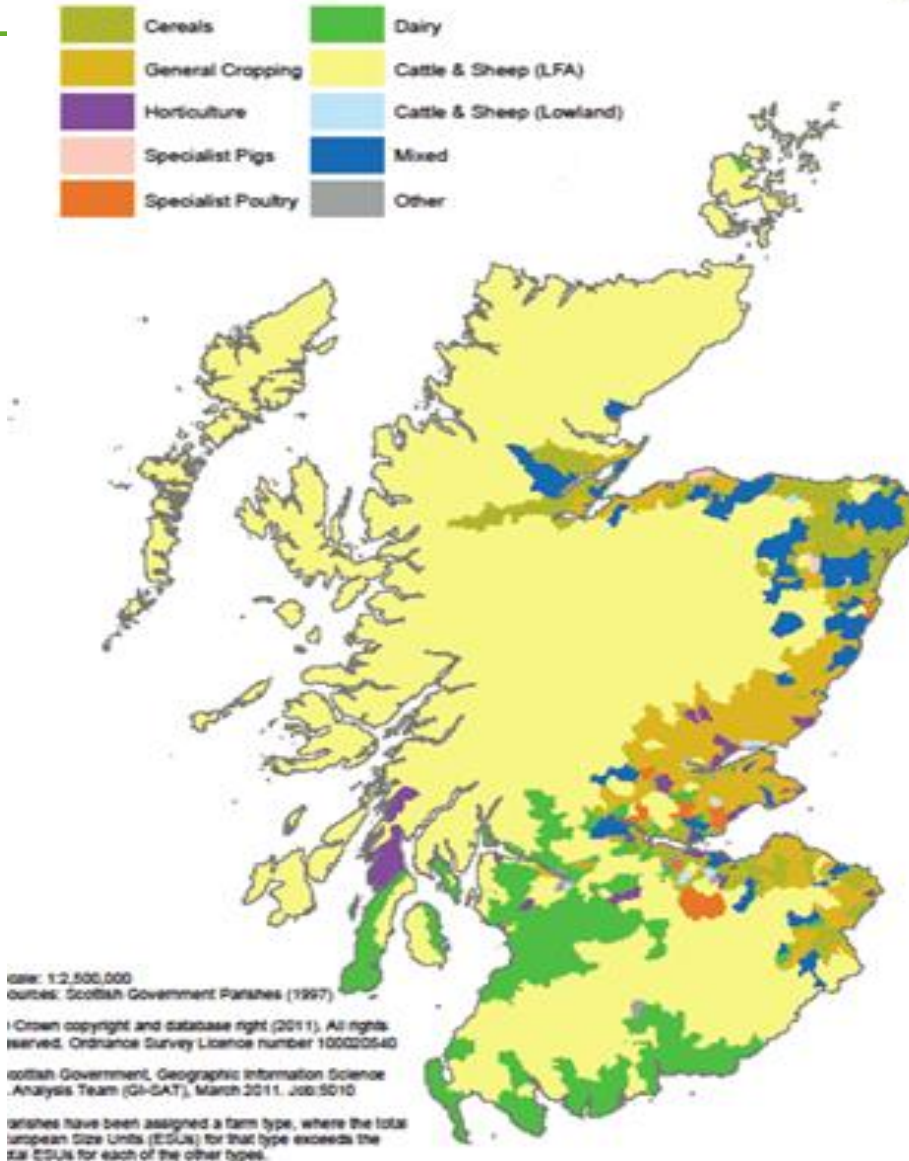 Cereals
Dairy
General Cropping
Cattle & Sheep (LFA)
Horticulture
Cattle & Sheep (Lowland)
Specialist Pigs
Mixed
Specialist Poultry
Other
cale: 1:2,500,000
ources: Scottish Government Parishes (1997)
Crown copyright and database right (2011). All rights
eserved. Ordnance Survey Licence number 100020540
cottish Government, Geographic Information Science
Analysis Team (GI-SAT), March 2011. Job:5010
arishes have been assigned a farm type, where the total
uropean Size Units (ESUs) for that type exceeds the
tal ESUs for each of the other types.